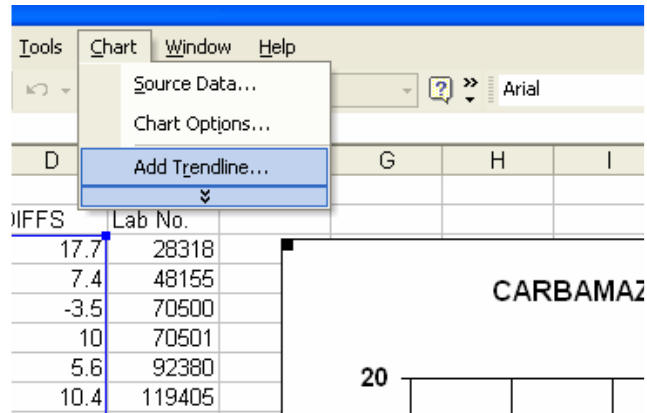 Tools Chart Window Help
Source Data...
? Arial
Chart Options...
D Add Trendline... G H I
DIFFS Lab No.
17.7 28318
7.4 48155
CARBAMAZ
-3.5 70500
10 70501
5.6 92380
20
10.4 119405